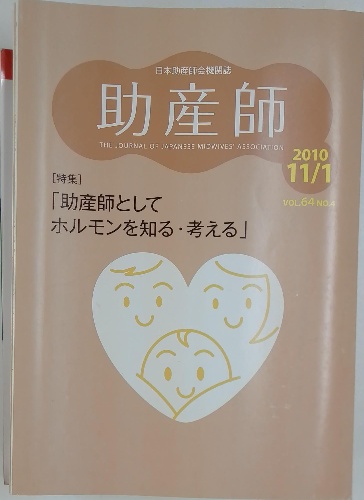 日本助産師会機関誌
助産師
THE JOURNAL OF JAPANESE MIDWIVES' ASSOCIATION
2010
11/1
VOL.64 NO.4
[特集]
「助産師として
ホルモンを知る・考える」